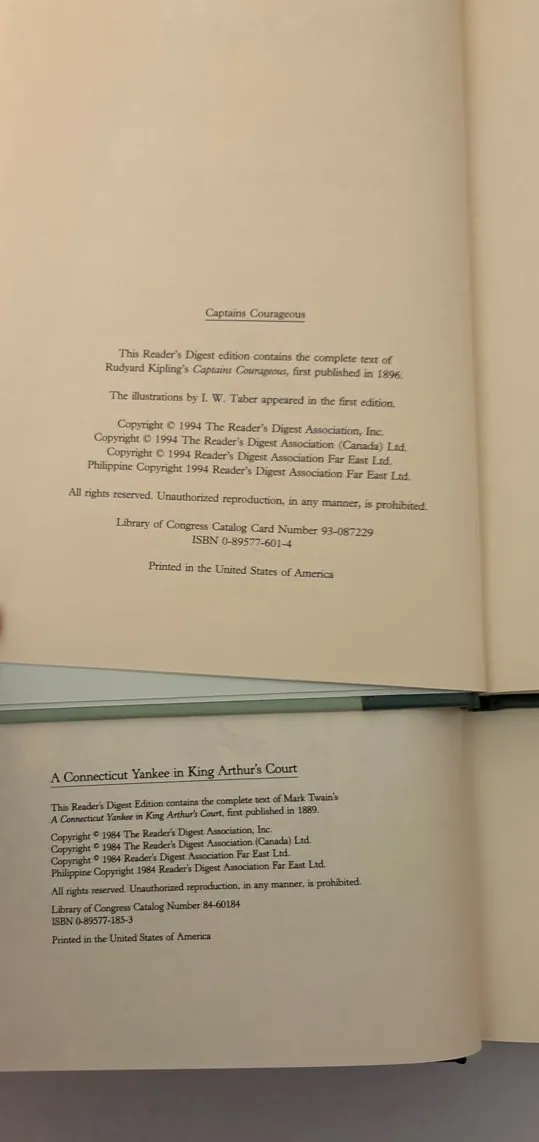 Captains Courageous
This Reader's Digest edition contains the complete text of
Rudyard Kipling's Captains Courageous, first published in 1896.
The illustrations by I. W. Taber appeared in the first edition.
Copyright © 1994 The Reader's Digest Association, Inc.
Copyright © 1994 The Reader's Digest Association (Canada) Ltd.
Copyright © 1994 Reader's Digest Association Far East Ltd.
Philippine Copyright 1994 Reader's Digest Association Far East Ltd.
All rights reserved. Unauthorized reproduction, in any manner, is prohibited.
Library of Congress Catalog Card Number 93-087229
ISBN 0-89577-601-4
Printed in the United States of America
A Connecticut Yankee in King Arthur's Court
This Reader's Digest Edition contains the complete text of Mark Twain's
A Connecticut Yankee in King Arthur's Court, first published in 1889.
Copyright © 1984 The Reader's Digest Association, Inc.
Copyright © 1984 The Reader's Digest Association (Canada) Ltd.
Copyright © 1984 Reader's Digest Association Far East Ltd.
Philippine Copyright 1984 Reader's Digest Association Far East Ltd.
All rights reserved. Unauthorized reproduction, in any manner, is prohibited.
Library of Congress Catalog Number 84-60184
ISBN 0-89577-185-3
Printed in the United States of America